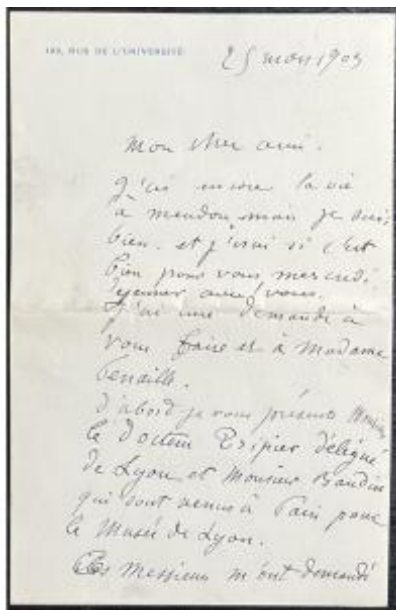 182, RUE DE L'UNIVERSITÉ
25 mars 1903
Mon cher ami.
J'ai encore la vie
à meudon mais je suis
bien. et j'irai si c'est
bien pour vous mercredi
déjeuner avec vous.
J'ai une demande à
vous faire et à Madame
Fenaille.
d'abord je vous présente Monsieur
le Docteur Tripier délégué
de Lyon et Monsieur Baudin
qui sont venus à Paris pour
le Musée de Lyon.
Ces Messieurs m'ont demandé